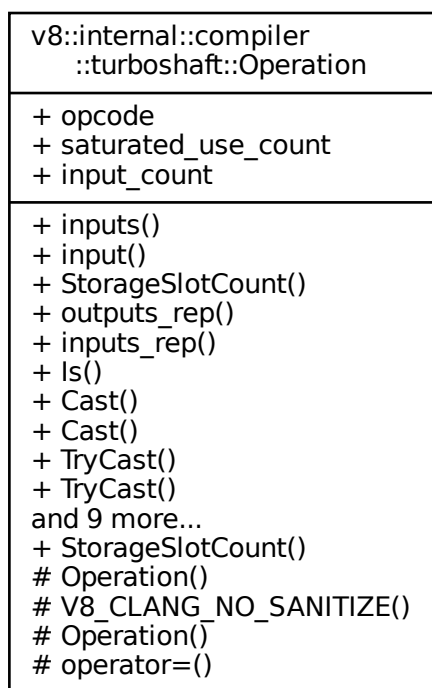 v8::internal::compiler
::turboshaft::Operation
+ opcode
+ saturated_use_count
+ input_count
+ inputs()
+ input()
+ StorageSlotCount()
+ outputs_rep()
+ inputs_rep()
+ Is()
+ Cast()
+ Cast()
+ TryCast()
+ TryCast()
and 9 more...
+ StorageSlotCount()
# Operation()
# V8_CLANG_NO_SANITIZE()
# Operation()
# operator=()